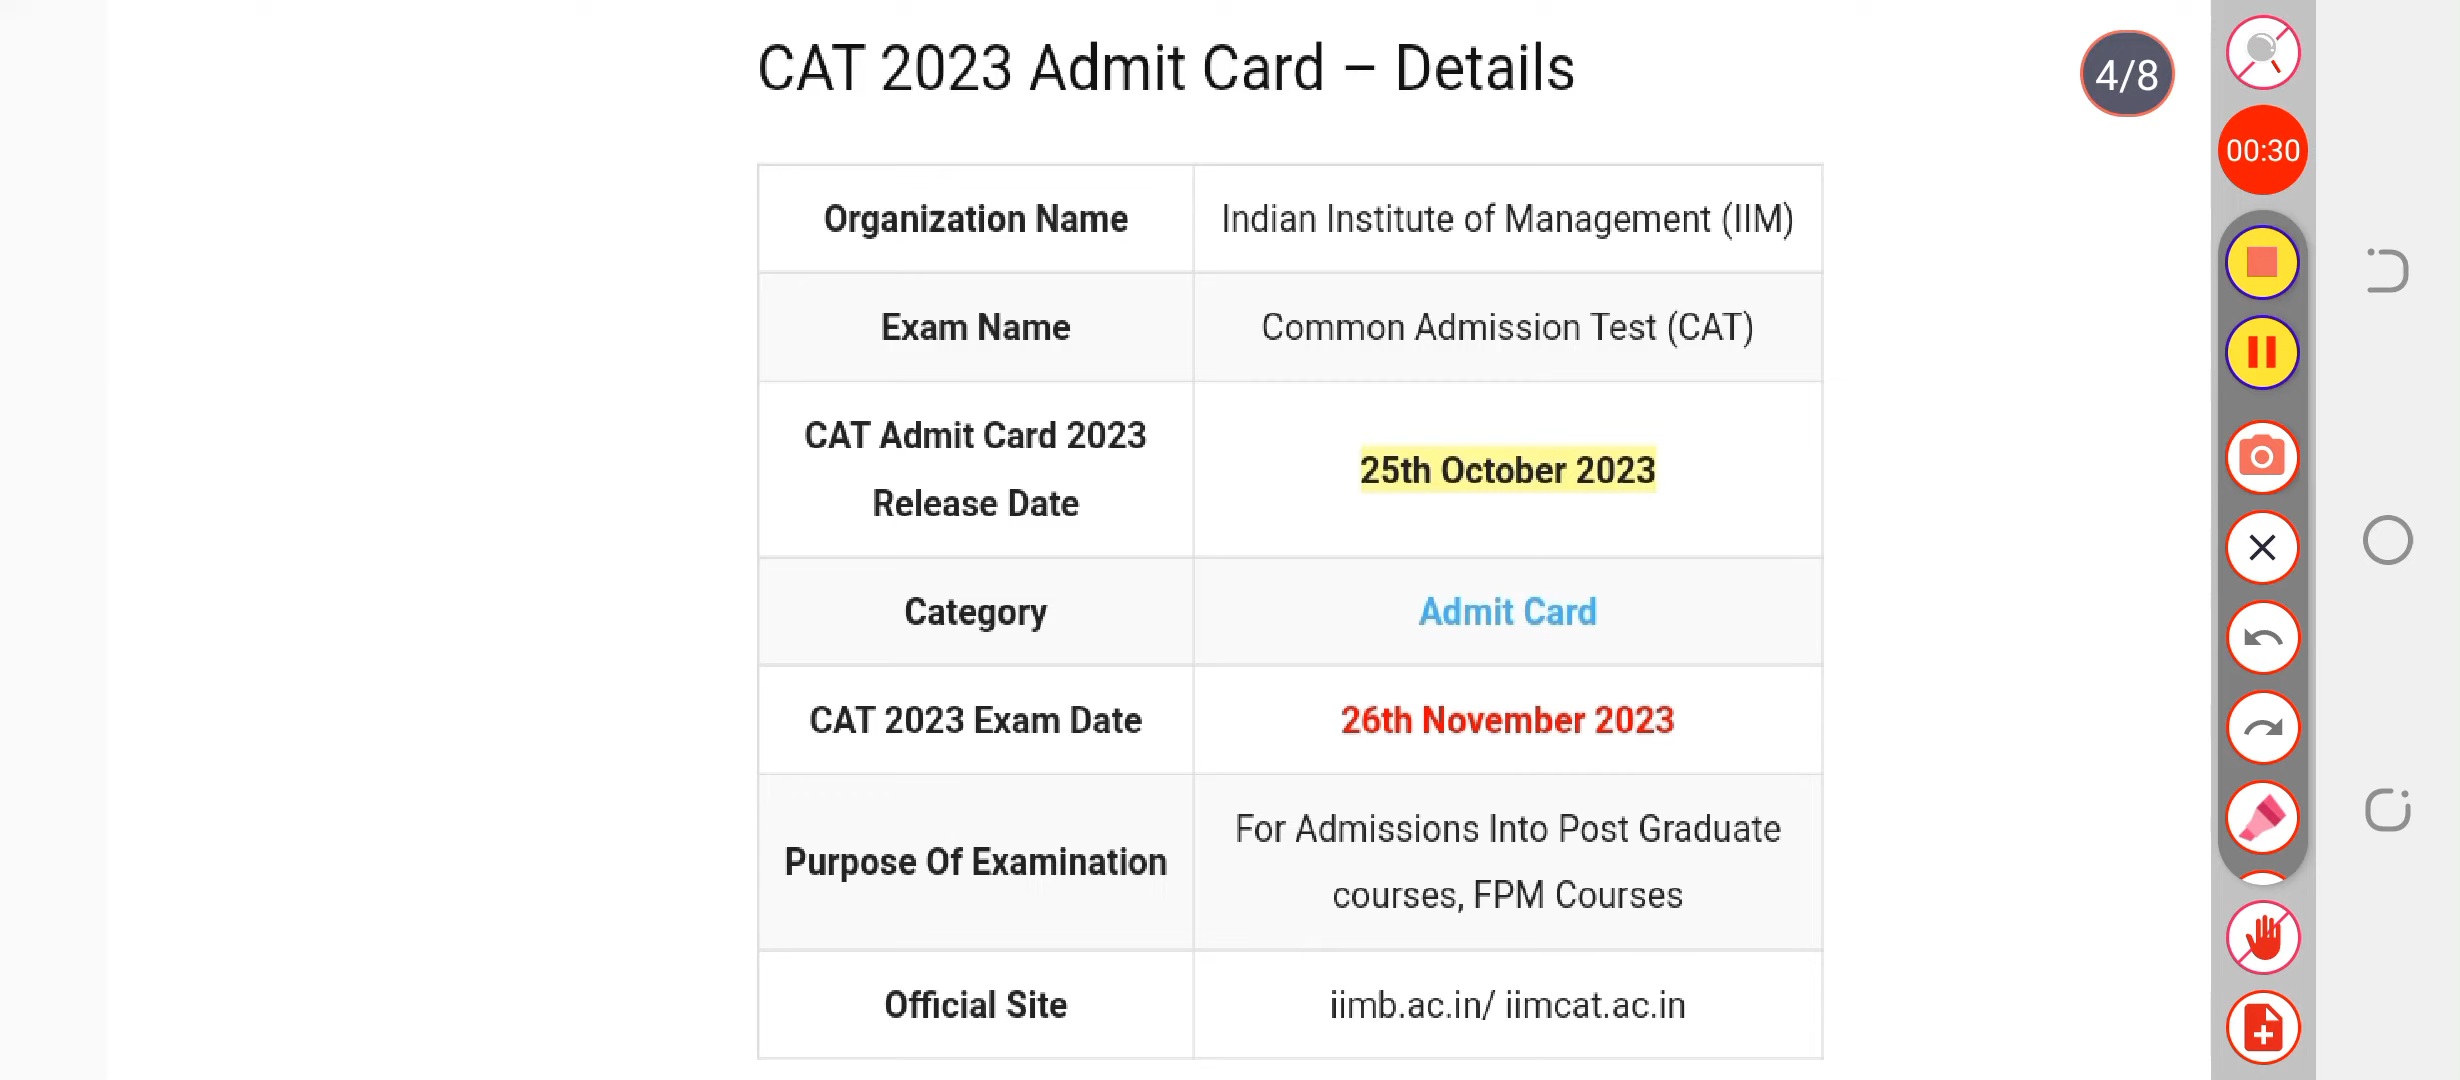 CAT 2023 Admit Card – Details
4/8
00:30
Organization Name
Indian Institute of Management (IIM)
Exam Name
Common Admission Test (CAT)
CAT Admit Card 2023
Release Date
25th October 2023
Category
Admit Card
CAT 2023 Exam Date
26th November 2023
Purpose Of Examination
For Admissions Into Post Graduate
courses, FPM Courses
Official Site
iimb.ac.in/ iimcat.ac.in